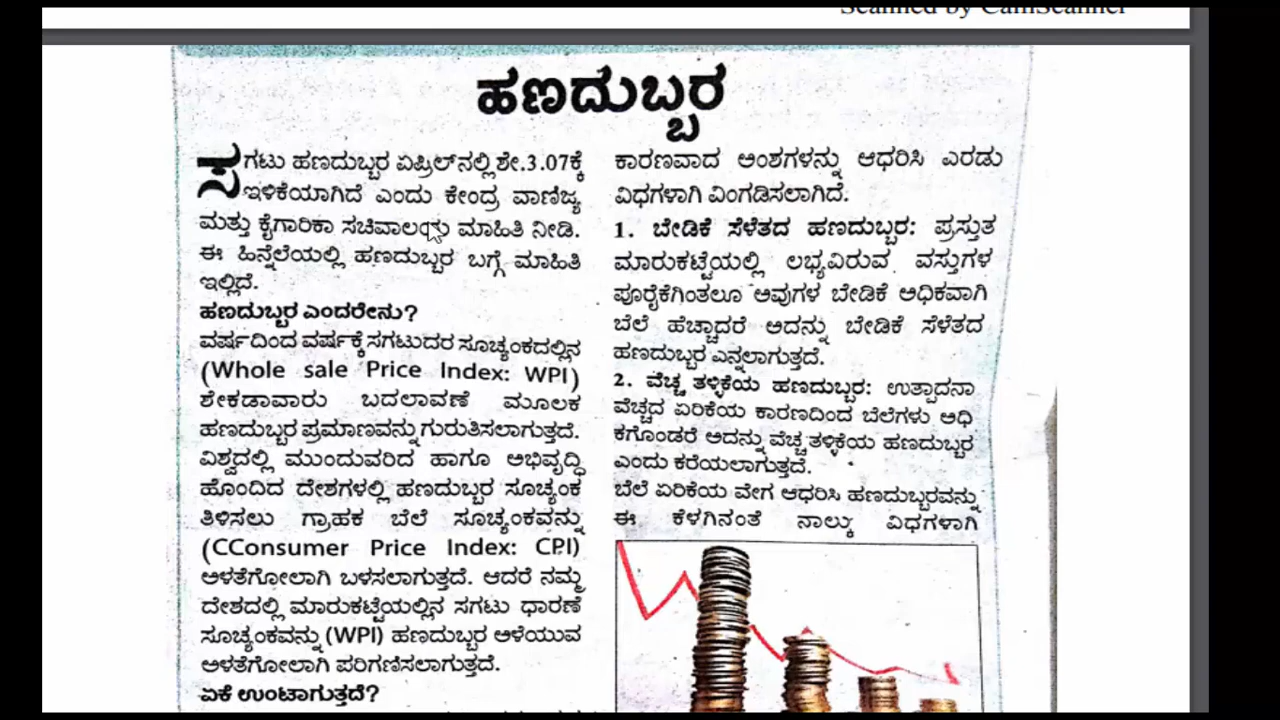 Scanned by CamScanner
ಹಣದುಬ್ಬರ
ಸಗಟು ಹಣದುಬ್ಬರ ಏಪ್ರಿಲ್‌ನಲ್ಲಿ ಶೇ.3.07ಕ್ಕೆ
ಇಳಿಕೆಯಾಗಿದೆ ಎಂದು ಕೇಂದ್ರ ವಾಣಿಜ್ಯ
ಮತ್ತು ಕೈಗಾರಿಕಾ ಸಚಿವಾಲಯ ಮಾಹಿತಿ ನೀಡಿ.
ಈ ಹಿನ್ನೆಲೆಯಲ್ಲಿ ಹಣದುಬ್ಬರ ಬಗ್ಗೆ ಮಾಹಿತಿ
ಇಲ್ಲಿದೆ.
ಹಣದುಬ್ಬರ ಎಂದರೇನು?
ವರ್ಷದಿಂದ ವರ್ಷಕ್ಕೆ ಸಗಟುದರ ಸೂಚ್ಯಂಕದಲ್ಲಿನ
(Whole sale Price Index: WPI)
ಶೇಕಡಾವಾರು ಬದಲಾವಣೆ ಮೂಲಕ
ಹಣದುಬ್ಬರ ಪ್ರಮಾಣವನ್ನು ಗುರುತಿಸಲಾಗುತ್ತದೆ.
ವಿಶ್ವದಲ್ಲಿ ಮುಂದುವರಿದ ಹಾಗೂ ಅಭಿವೃದ್ಧಿ
ಹೊಂದಿದ ದೇಶಗಳಲ್ಲಿ ಹಣದುಬ್ಬರ ಸೂಚ್ಯಂಕ
ತಿಳಿಸಲು ಗ್ರಾಹಕ ಬೆಲೆ ಸೂಚ್ಯಂಕವನ್ನು
(CConsumer Price Index: CPI)
ಅಳತೆಗೋಲಾಗಿ ಬಳಸಲಾಗುತ್ತದೆ. ಆದರೆ ನಮ್ಮ
ದೇಶದಲ್ಲಿ ಮಾರುಕಟ್ಟೆಯಲ್ಲಿನ ಸಗಟು ಧಾರಣೆ
ಸೂಚ್ಯಂಕವನ್ನು (WPI) ಹಣದುಬ್ಬರ ಅಳೆಯುವ
ಅಳತೆಗೋಲಾಗಿ ಪರಿಗಣಿಸಲಾಗುತ್ತದೆ.
ಏಕೆ ಉಂಟಾಗುತ್ತದೆ?
ಕಾರಣವಾದ ಅಂಶಗಳನ್ನು ಆಧರಿಸಿ ಎರಡು
ವಿಧಗಳಾಗಿ ವಿಂಗಡಿಸಲಾಗಿದೆ.
1. ಬೇಡಿಕೆ ಸೆಳೆತದ ಹಣದುಬ್ಬರ: ಪ್ರಸ್ತುತ
ಮಾರುಕಟ್ಟೆಯಲ್ಲಿ ಲಭ್ಯವಿರುವ ವಸ್ತುಗಳ
ಪೂರೈಕೆಗಿಂತಲೂ ಅವುಗಳ ಬೇಡಿಕೆ ಅಧಿಕವಾಗಿ
ಬೆಲೆ ಹೆಚ್ಚಾದರೆ ಅದನ್ನು ಬೇಡಿಕೆ ಸೆಳೆತದ
ಹಣದುಬ್ಬರ ಎನ್ನಲಾಗುತ್ತದೆ.
2. ವೆಚ್ಚ ತಳ್ಳಿಕೆಯ ಹಣದುಬ್ಬರ: ಉತ್ಪಾದನಾ
ವೆಚ್ಚದ ಏರಿಕೆಯ ಕಾರಣದಿಂದ ಬೆಲೆಗಳು ಅಧಿ
ಕಗೊಂಡರೆ ಅದನ್ನು ವೆಚ್ಚ ತಳ್ಳಿಕೆಯ ಹಣದುಬ್ಬರ
ಎಂದು ಕರೆಯಲಾಗುತ್ತದೆ.
ಬೆಲೆ ಏರಿಕೆಯ ವೇಗ ಆಧರಿಸಿ ಹಣದುಬ್ಬರವನ್ನು
ಈ ಕೆಳಗಿನಂತೆ ನಾಲ್ಕು ವಿಧಗಳಾಗಿ